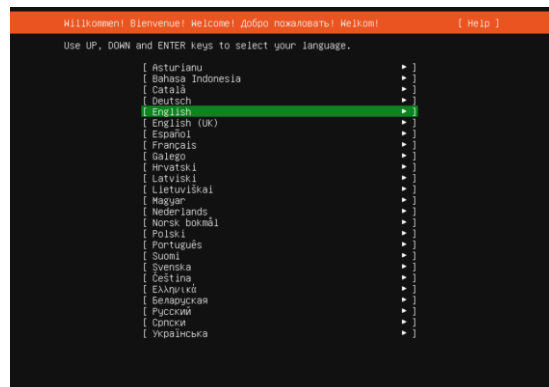 Willkommen! Bienvenue! Welcome! Добро пожаловать! Welkom! [ Help ]
Use UP, DOWN and ENTER keys to select your language.
[ Asturianu ► ]
[ Bahasa Indonesia ► ]
[ Català ► ]
[ Deutsch ► ]
[ English ► ]
[ English (UK) ► ]
[ Español ► ]
[ Français ► ]
[ Galego ► ]
[ Hrvatski ► ]
[ Latviski ► ]
[ Lietuviškai ► ]
[ Magyar ► ]
[ Nederlands ► ]
[ Norsk bokmål ► ]
[ Polski ► ]
[ Português ► ]
[ Suomi ► ]
[ Svenska ► ]
[ Čeština ► ]
[ Ελληνικά ► ]
[ Беларуская ► ]
[ Русский ► ]
[ Српски ► ]
[ Українська ► ]